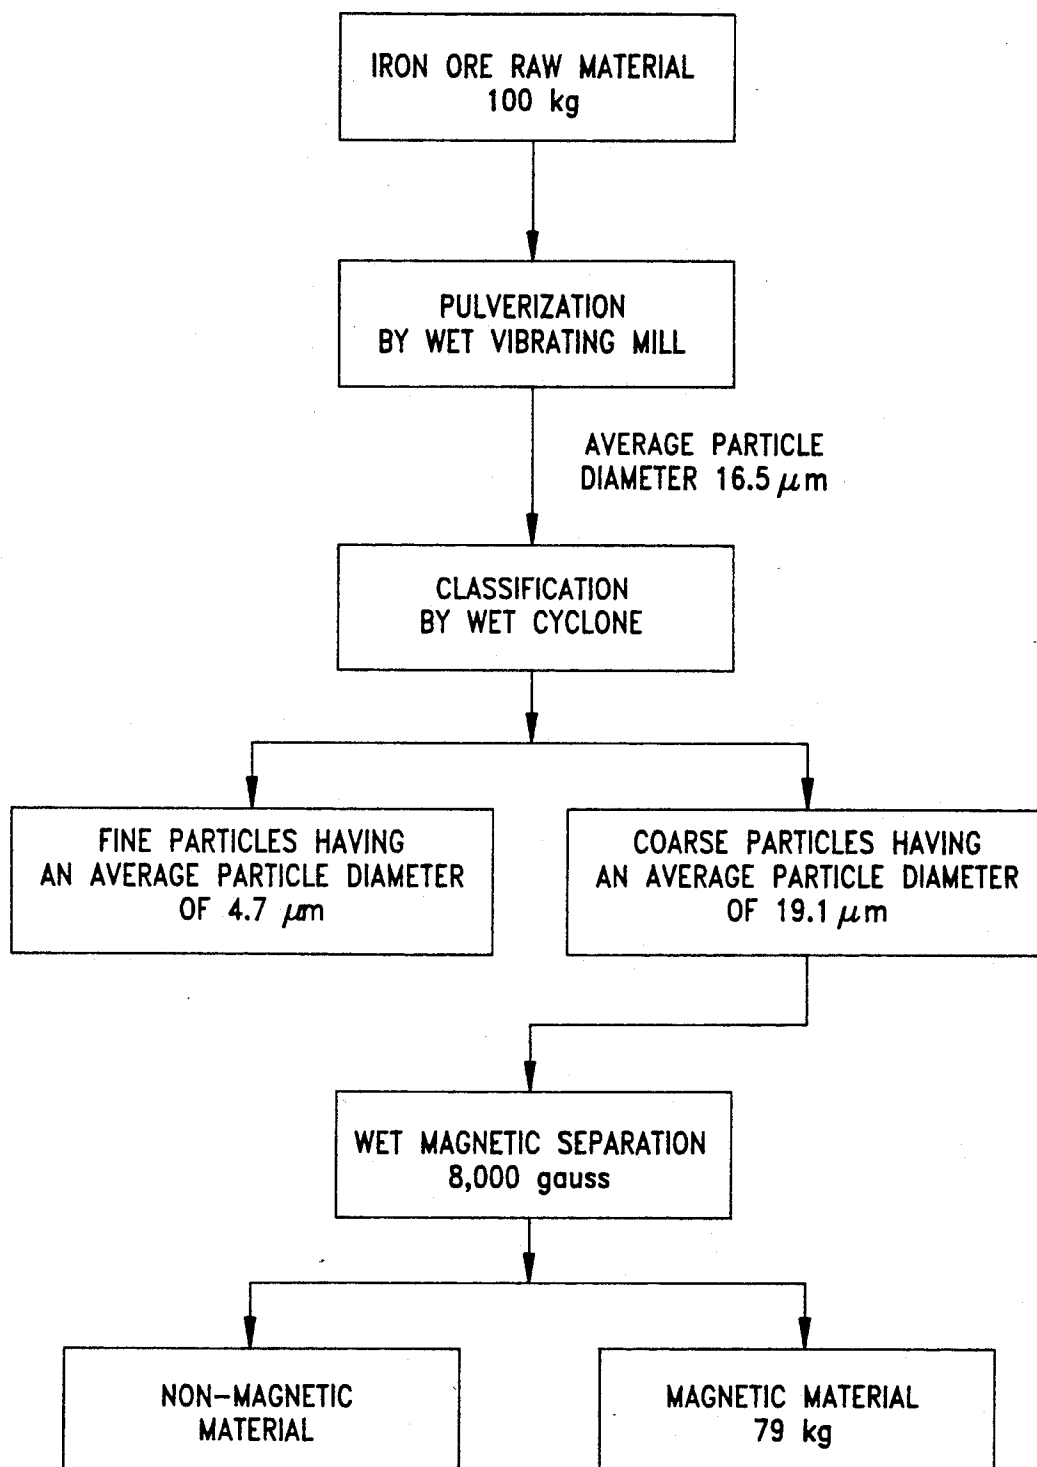 IRON ORE RAW MATERIAL
100 kg
PULVERIZATION
BY WET VIBRATING MILL
AVERAGE PARTICLE
DIAMETER 16.5 μm
CLASSIFICATION
BY WET CYCLONE
FINE PARTICLES HAVING
AN AVERAGE PARTICLE DIAMETER
OF 4.7 μm
COARSE PARTICLES HAVING
AN AVERAGE PARTICLE DIAMETER
OF 19.1 μm
WET MAGNETIC SEPARATION
8,000 gauss
NON-MAGNETIC
MATERIAL
MAGNETIC MATERIAL
79 kg